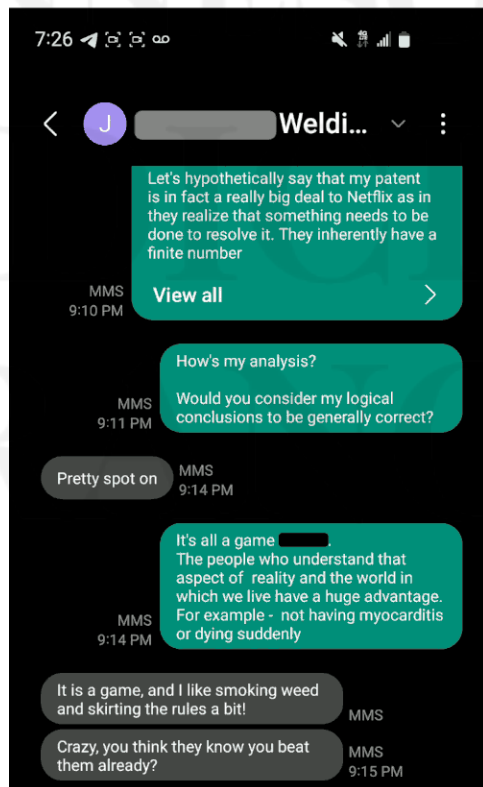 7:26
J Weldi...
Let's hypothetically say that my patent
is in fact a really big deal to Netflix as in
they realize that something needs to be
done to resolve it. They inherently have a
finite number
View all
MMS
9:10 PM
How's my analysis?
Would you consider my logical
conclusions to be generally correct?
MMS
9:11 PM
Pretty spot on
MMS
9:14 PM
It's all a game .
The people who understand that
aspect of reality and the world in
which we live have a huge advantage.
For example - not having myocarditis
or dying suddenly
MMS
9:14 PM
It is a game, and I like smoking weed
and skirting the rules a bit!
MMS
Crazy, you think they know you beat
them already?
MMS
9:15 PM